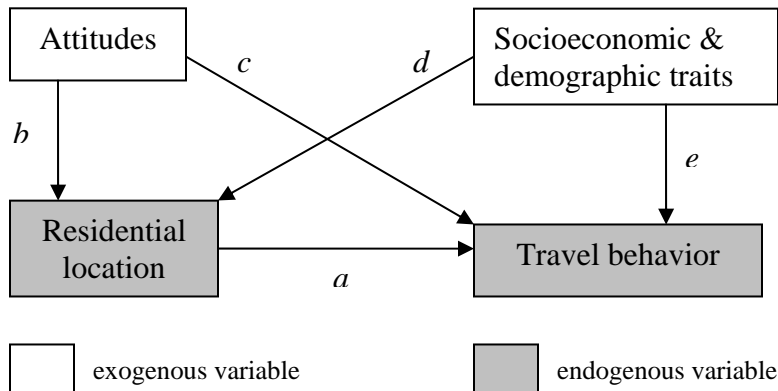 Attitudes
Socioeconomic &
demographic traits
c
d
b
e
Residential
location
Travel behavior
a
exogenous variable
endogenous variable